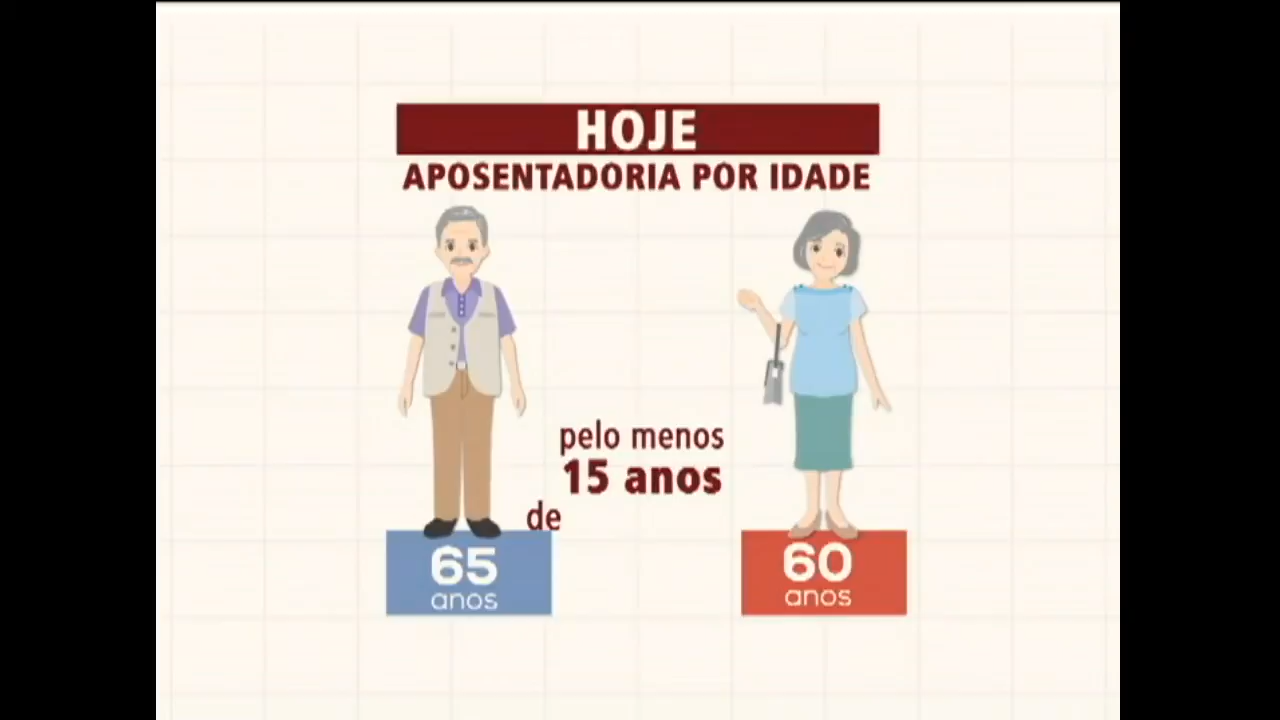 HOJE
APOSENTADORIA POR IDADE
pelo menos
15 anos
de
65
anos
60
anos